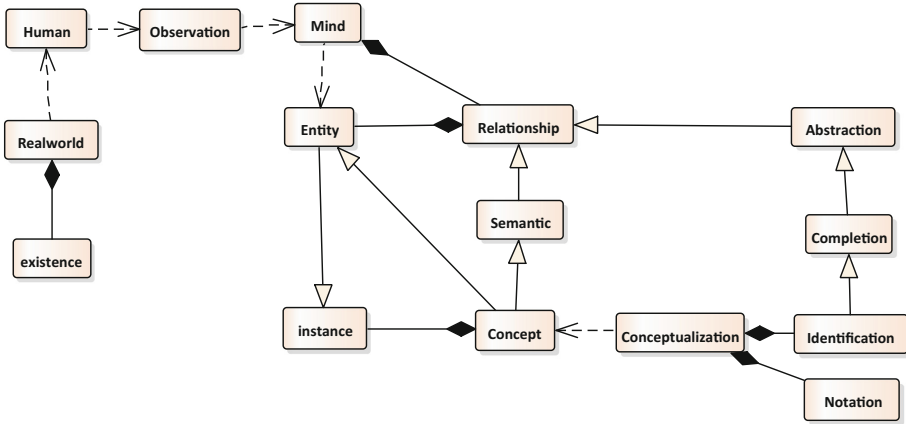 Human
Observation
Mind
Realworld
Entity
Relationship
Abstraction
Semantic
Completion
existence
instance
Concept
Conceptualization
Identification
Notation